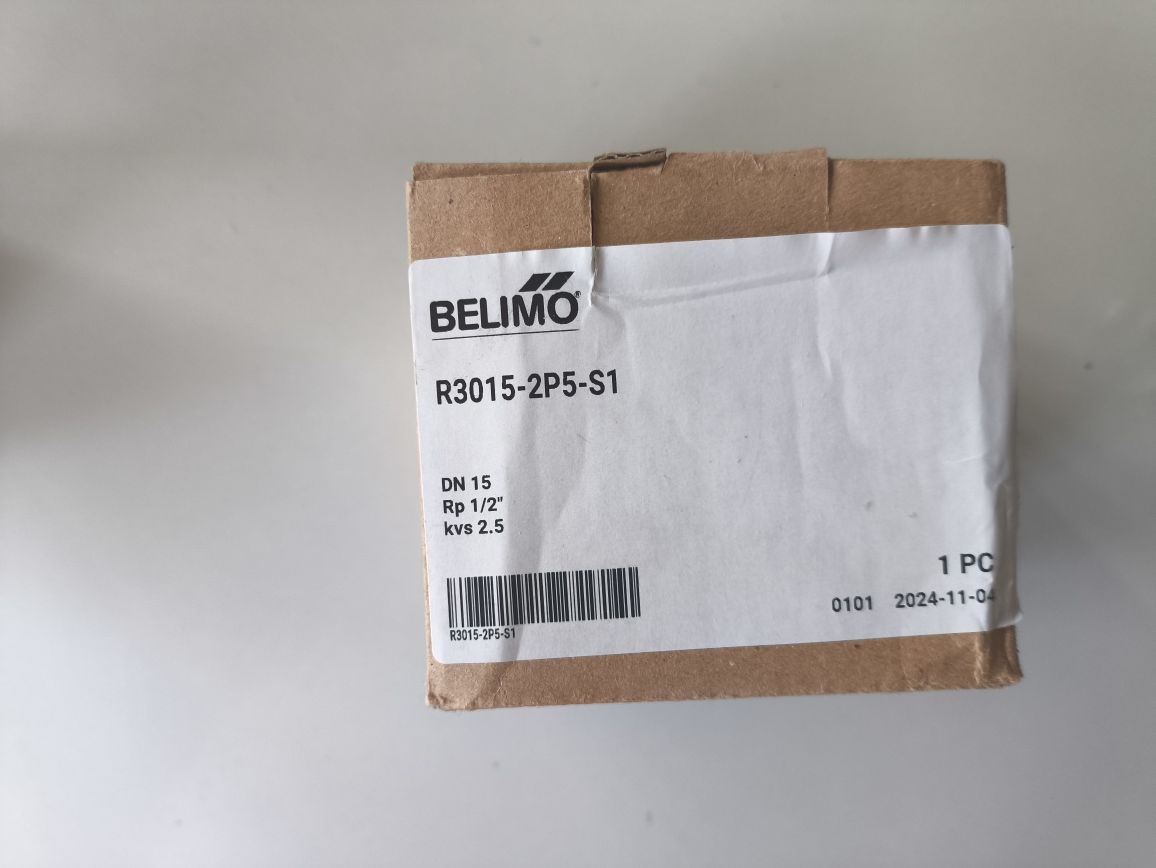 BELIMO®
R3015-2P5-S1
DN 15
Rp 1/2"
kvs 2.5
1 PC
0101 2024-11-04
R3015-2P5-S1